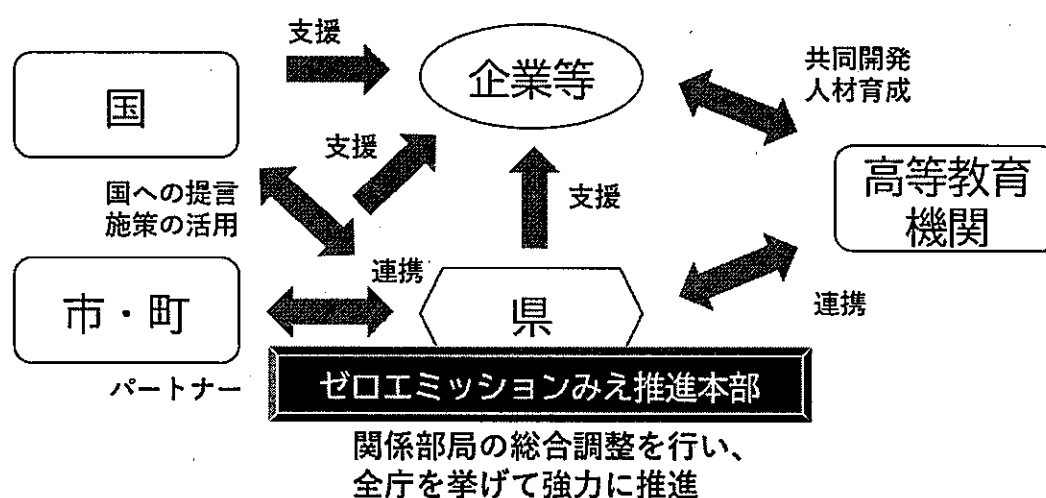 支援
国
企業等
共同開発
人材育成
支援
国への提言
施策の活用
支援
高等教育
機関
連携
市・町
県
連携
パートナー
ゼロエミッションみえ推進本部
関係部局の総合調整を行い、
全庁を挙げて強力に推進